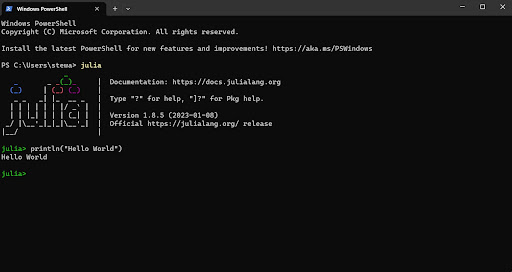 Windows PowerShell
Windows PowerShell
Copyright (C) Microsoft Corporation. All rights reserved.
Install the latest PowerShell for new features and improvements! https://aka.ms/PSWindows
PS C:\Users\stema> julia
Documentation: https://docs.julialang.org
Type "?" for help, "]?" for Pkg help.
Version 1.8.5 (2023-01-08)
Official https://julialang.org/ release
julia> println("Hello World")
Hello World
julia>